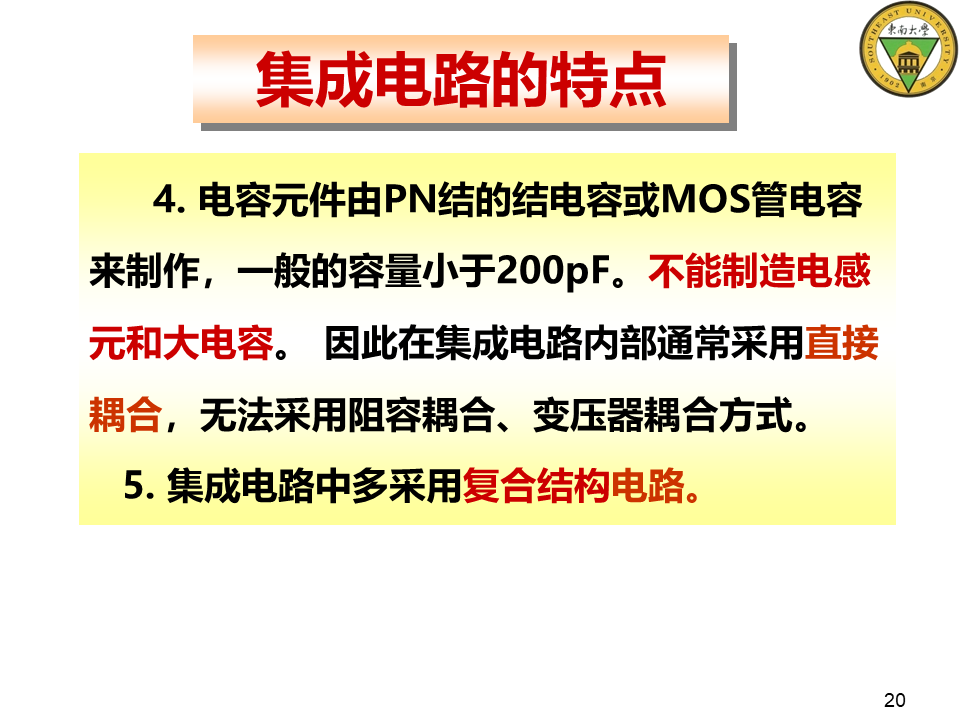 集成电路的特点
SOUTHEAST UNIVERSITY
东南大学
1902 南京
4. 电容元件由PN结的结电容或MOS管电容
来制作，一般的容量小于200pF。不能制造电感
元和大电容。 因此在集成电路内部通常采用直接
耦合，无法采用阻容耦合、变压器耦合方式。
5. 集成电路中多采用复合结构电路。
20